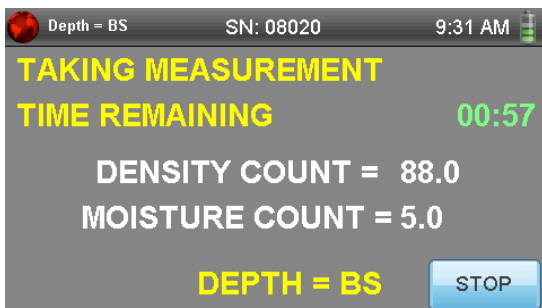 Depth = BS SN: 08020 9:31 AM
TAKING MEASUREMENT
TIME REMAINING 00:57
DENSITY COUNT = 88.0
MOISTURE COUNT = 5.0
DEPTH = BS STOP